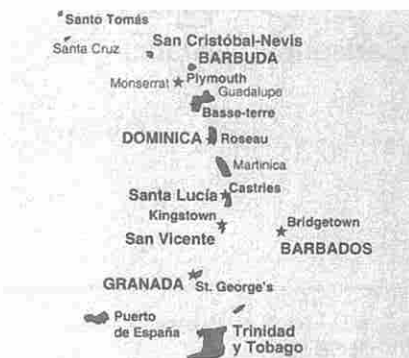 Santo Tomás
Santa Cruz
San Cristóbal-Nevis
BARBUDA
Monserrat Plymouth
Guadalupe
Basse-terre
DOMINICA Roseau
Martinica
Santa Lucía Castries
Kingstown
San Vicente
Bridgetown
BARBADOS
GRANADA St. George's
Puerto
de España
Trinidad
y Tobago